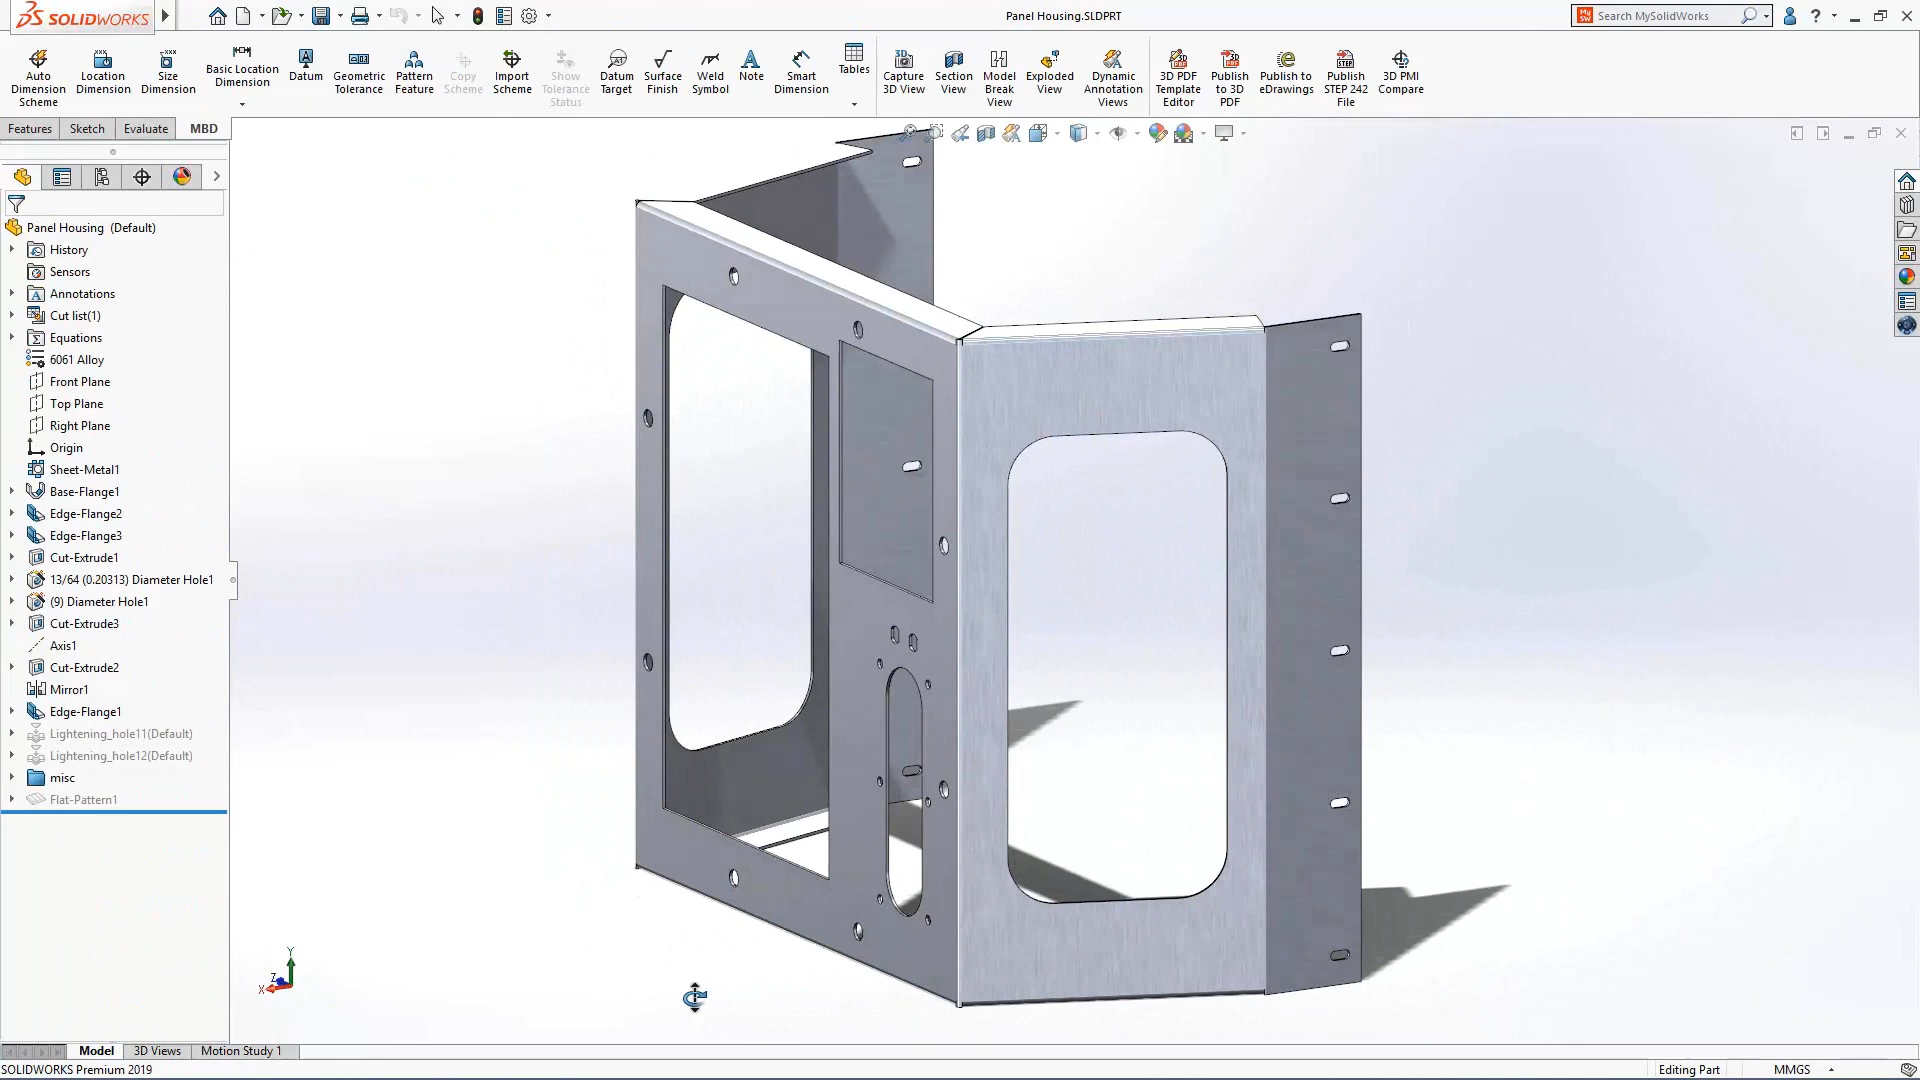 SOLIDWORKS
Panel Housing.SLDPRT
Search MySolidWorks
Auto Dimension Scheme
Location Dimension
Size Dimension
Basic Location Dimension
Datum
Geometric Tolerance
Pattern Feature
Copy Scheme
Import Scheme
Show Tolerance Status
Datum Target
Surface Finish
Weld Symbol
Note
Smart Dimension
Tables
Capture 3D View
Section View
Model Break View
Exploded View
Dynamic Annotation Views
3D PDF Template Editor
Publish to 3D PDF
Publish to eDrawings
Publish STEP 242 File
3D PMI Compare
Features
Sketch
Evaluate
MBD
Panel Housing (Default)
History
Sensors
Annotations
Cut list(1)
Equations
6061 Alloy
Front Plane
Top Plane
Right Plane
Origin
Sheet-Metal1
Base-Flange1
Edge-Flange2
Edge-Flange3
Cut-Extrude1
13/64 (0.20313) Diameter Hole1
(9) Diameter Hole1
Cut-Extrude3
Axis1
Cut-Extrude2
Mirror1
Edge-Flange1
Lightening_hole11(Default)
Lightening_hole12(Default)
misc
Flat-Pattern1
Y
Z
X
Model
3D Views
Motion Study 1
SOLIDWORKS Premium 2019
Editing Part
MMGS